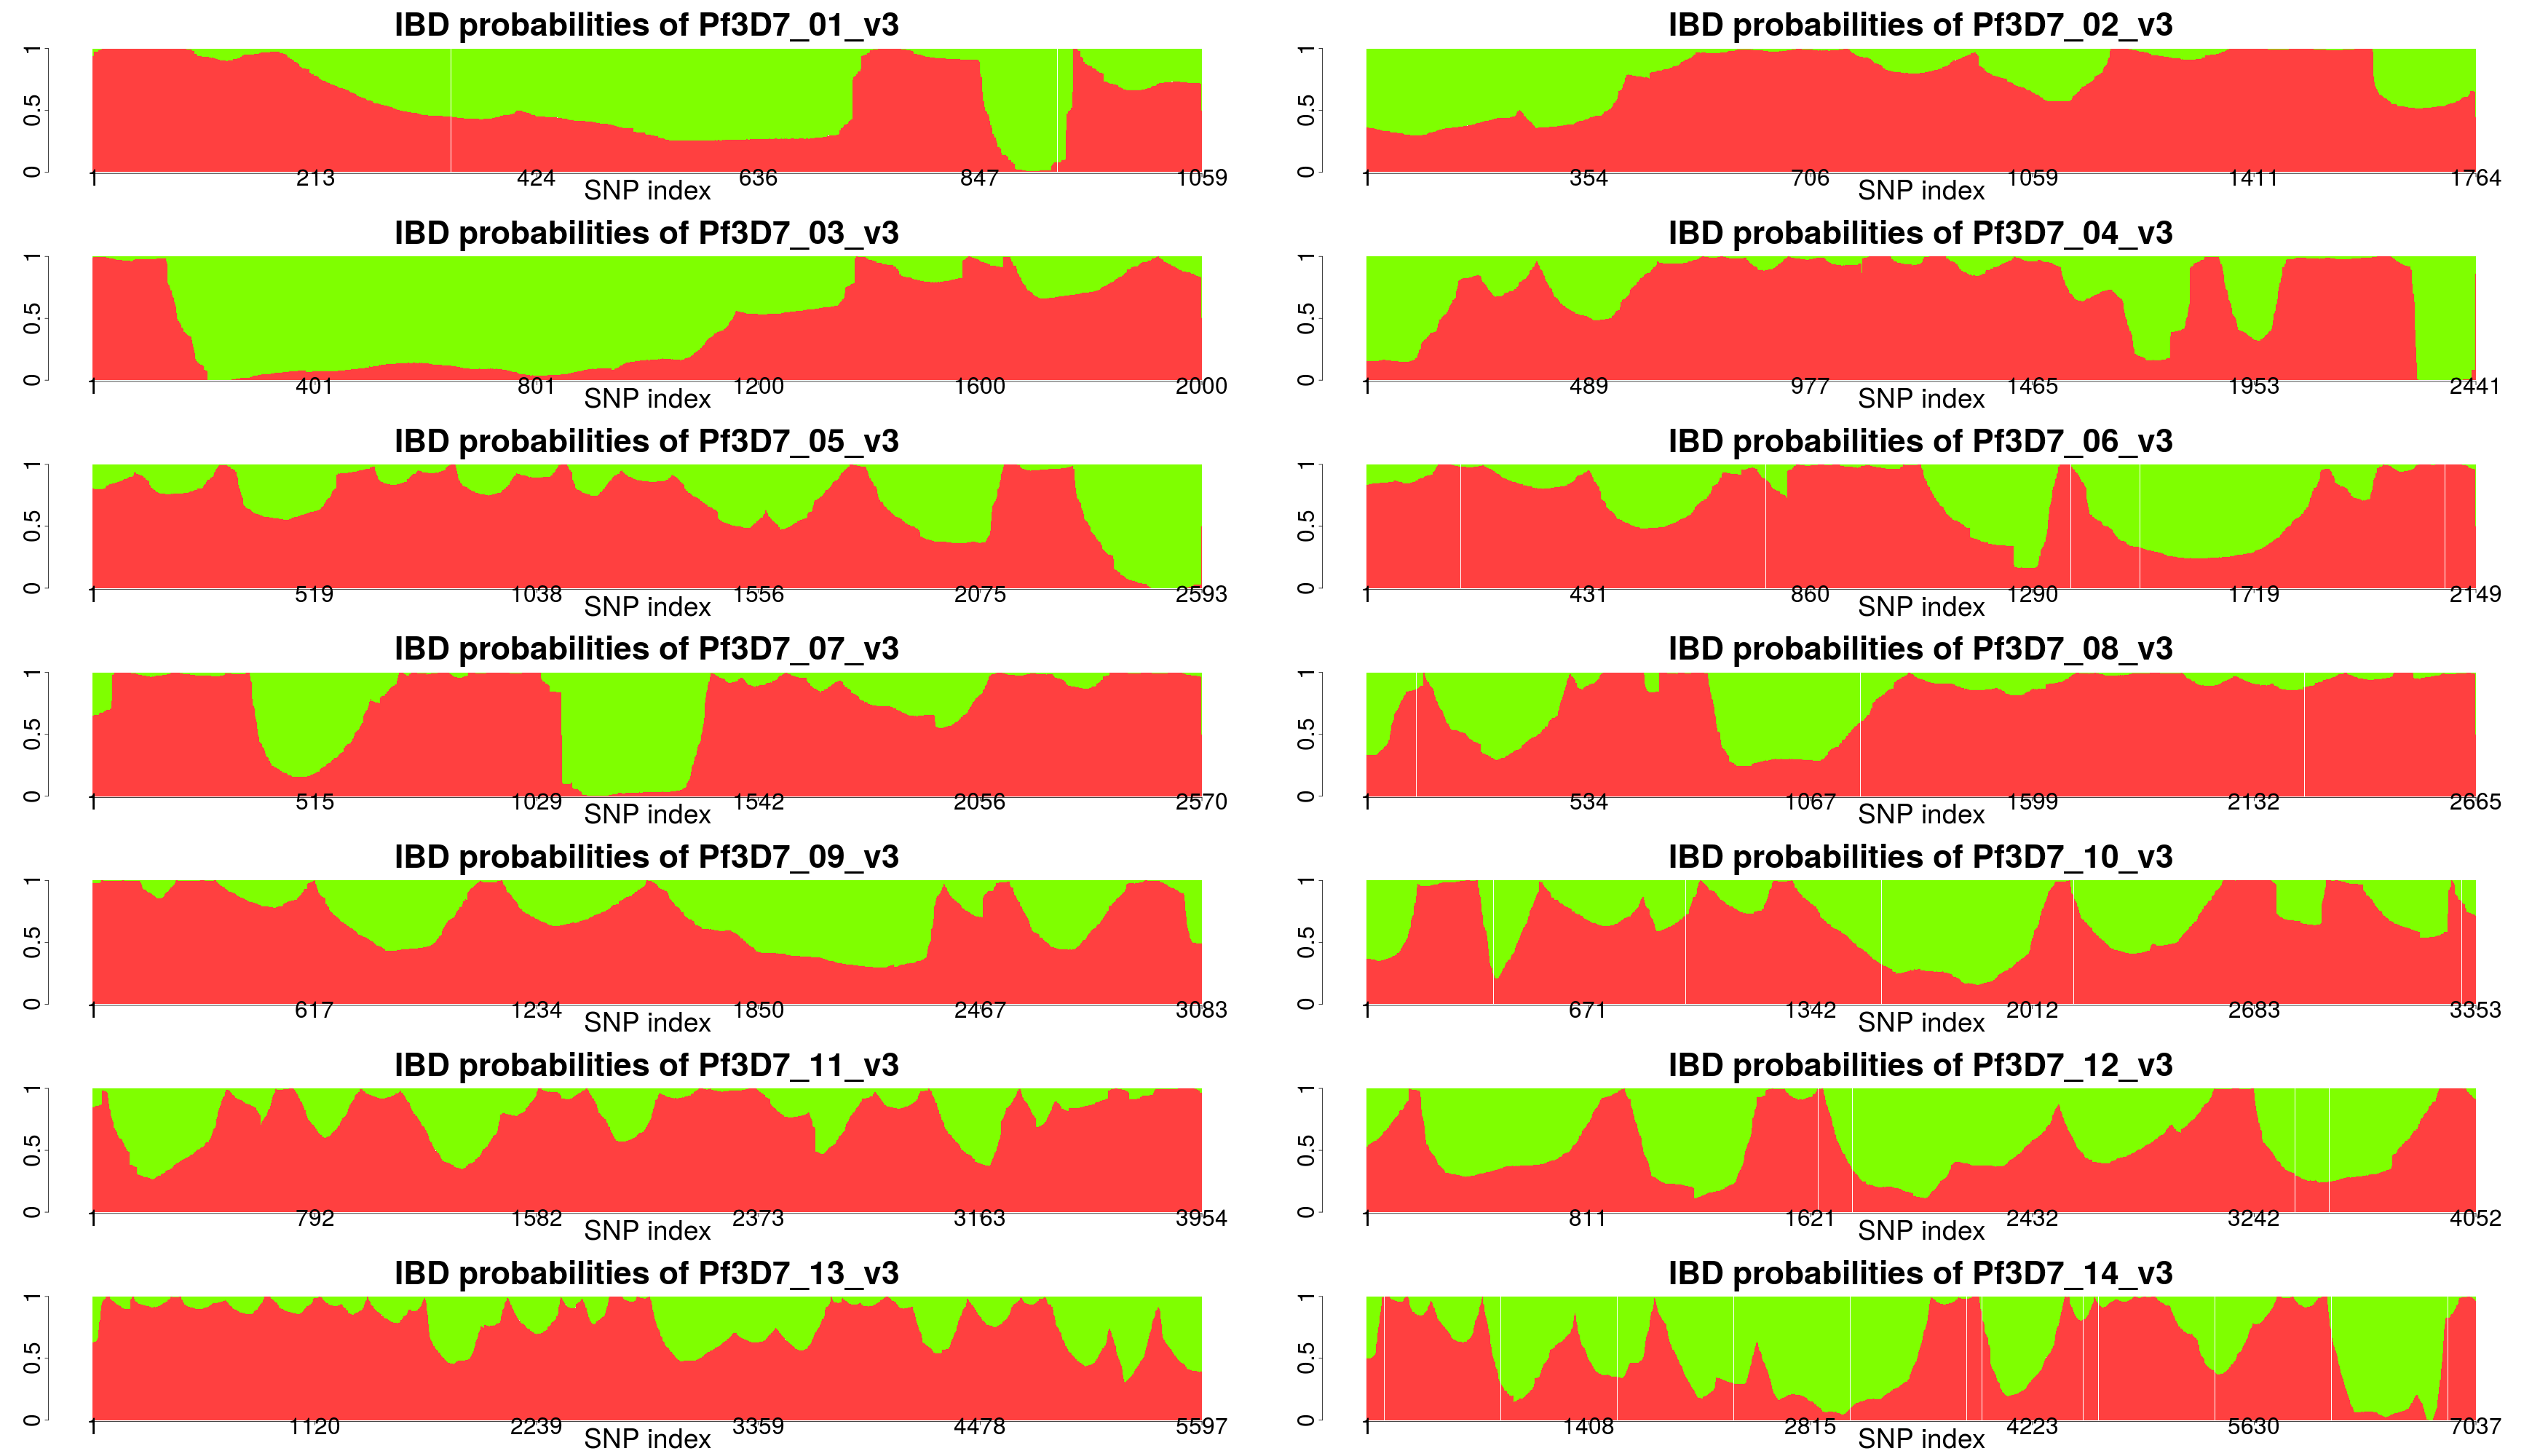 IBD probabilities of Pf3D7_01_v3
0 0.5 1
1 213 424 636 847 1059
SNP index
IBD probabilities of Pf3D7_02_v3
0 0.5 1
1 354 706 1059 1411 1764
SNP index
IBD probabilities of Pf3D7_03_v3
0 0.5 1
1 401 801 1200 1600 2000
SNP index
IBD probabilities of Pf3D7_04_v3
0 0.5 1
1 489 977 1465 1953 2441
SNP index
IBD probabilities of Pf3D7_05_v3
0 0.5 1
1 519 1038 1556 2075 2593
SNP index
IBD probabilities of Pf3D7_06_v3
0 0.5 1
1 431 860 1290 1719 2149
SNP index
IBD probabilities of Pf3D7_07_v3
0 0.5 1
1 515 1029 1542 2056 2570
SNP index
IBD probabilities of Pf3D7_08_v3
0 0.5 1
1 534 1067 1599 2132 2665
SNP index
IBD probabilities of Pf3D7_09_v3
0 0.5 1
1 617 1234 1850 2467 3083
SNP index
IBD probabilities of Pf3D7_10_v3
0 0.5 1
1 671 1342 2012 2683 3353
SNP index
IBD probabilities of Pf3D7_11_v3
0 0.5 1
1 792 1582 2373 3163 3954
SNP index
IBD probabilities of Pf3D7_12_v3
0 0.5 1
1 811 1621 2432 3242 4052
SNP index
IBD probabilities of Pf3D7_13_v3
0 0.5 1
1 1120 2239 3359 4478 5597
SNP index
IBD probabilities of Pf3D7_14_v3
0 0.5 1
1 1408 2815 4223 5630 7037
SNP index